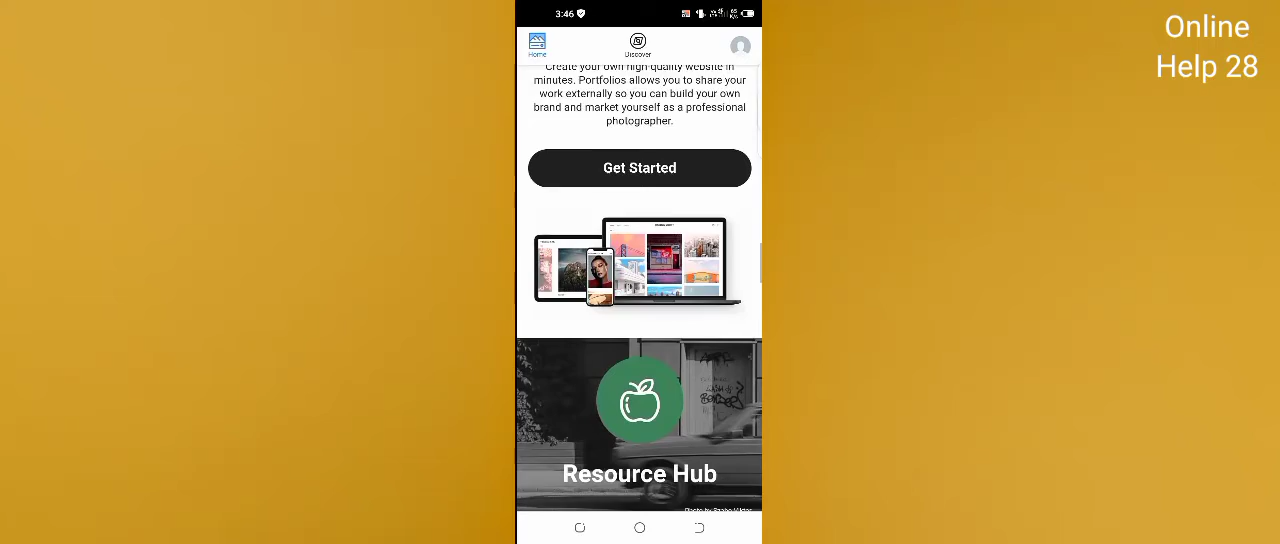 Online
Help 28
3:46
Home
Discover
Create your own high-quality website in
minutes. Portfolios allows you to share your
work externally so you can build your own
brand and market yourself as a professional
photographer.
Get Started
Resource Hub